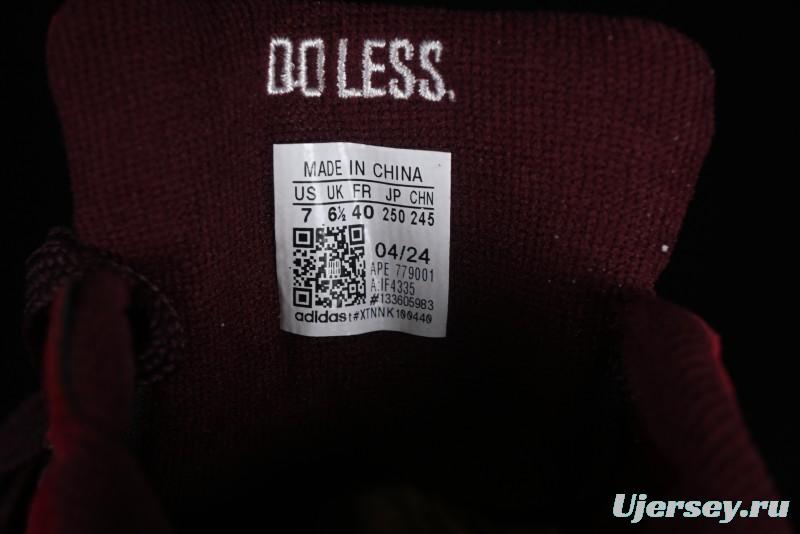 DO LESS.
MADE IN CHINA
US UK FR JP CHN
7 6½ 40 250 245
04/24
APE 779001
A:IF4335
#133605983
adidas t#XTNNK100440
Ujersey.ru